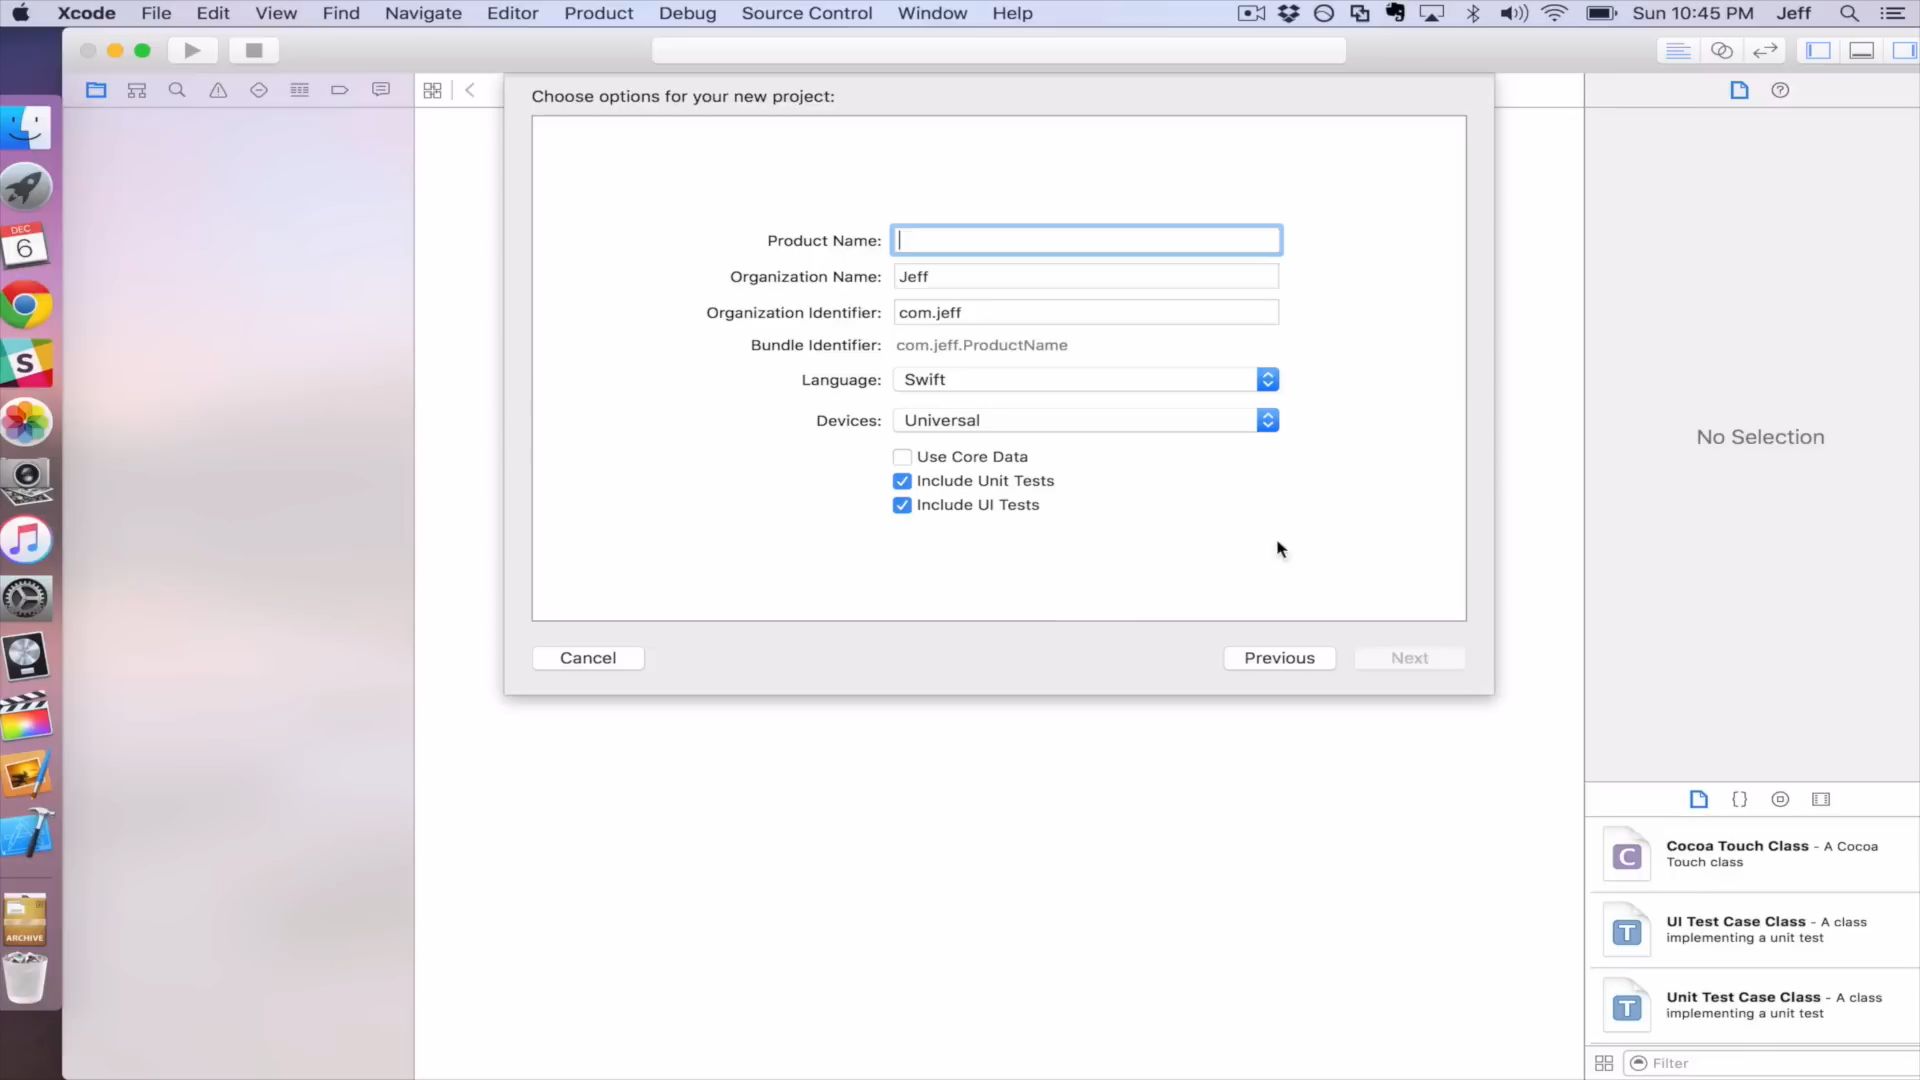 Xcode File Edit View Find Navigate Editor Product Debug Source Control Window Help Sun 10:45 PM Jeff
Choose options for your new project:
Product Name:
Organization Name: Jeff
Organization Identifier: com.jeff
Bundle Identifier: com.jeff.ProductName
Language: Swift
Devices: Universal
Use Core Data
Include Unit Tests
Include UI Tests
Cancel Previous Next
No Selection
C
Cocoa Touch Class - A Cocoa
Touch class
T
UI Test Case Class - A class
implementing a unit test
T
Unit Test Case Class - A class
implementing a unit test
Filter
DEC
6
S
ARCHIVE